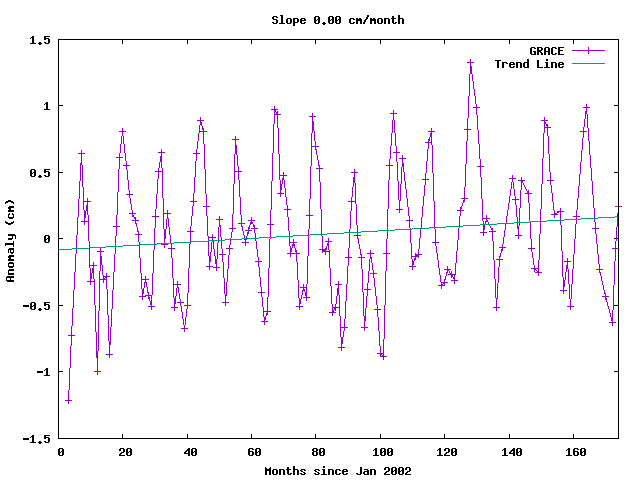 Slope 0.00 cm/month
GRACE
Trend Line
1.5
1
0.5
0
-0.5
-1
-1.5
Anomaly (cm)
0 20 40 60 80 100 120 140 160
Months since Jan 2002